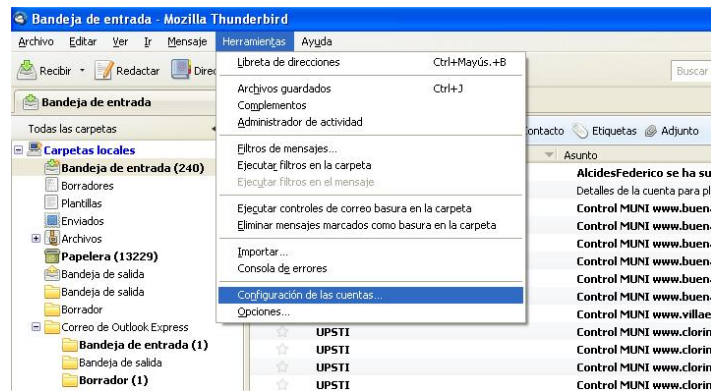 Bandeja de entrada - Mozilla Thunderbird
Archivo Editar Ver Ir Mensaje Herramientas Ayuda
Recibir Redactar Direc
Buscar
Bandeja de entrada
Libreta de direcciones Ctrl+Mayús.+B
Archivos guardados Ctrl+J
Complementos
Administrador de actividad
Filtros de mensajes...
Ejecutar filtros en la carpeta
Ejecutar filtros en el mensaje
Ejecutar controles de correo basura en la carpeta
Eliminar mensajes marcados como basura en la carpeta
Importar...
Consola de errores
Configuración de las cuentas...
Opciones...
Todas las carpetas
Carpetas locales
Bandeja de entrada (240)
Borradores
Plantillas
Enviados
Archivos
Papelera (13229)
Bandeja de salida
Bandeja de salida
Borrador
Correo de Outlook Express
Bandeja de entrada (1)
Bandeja de salida
Borrador (1)
ontacto Etiquetas Adjunto
Asunto
AlcidesFederico se ha su
Detalles de la cuenta para pl
Control MUNI www.buen
Control MUNI www.buen
Control MUNI www.buen
Control MUNI www.buen
Control MUNI www.buen
Control MUNI www.buen
Control MUNI www.villae
UPSTI Control MUNI www.clorin
UPSTI Control MUNI www.clorin
UPSTI Control MUNI www.clorin
UPSTI Control MUNI www.clorin